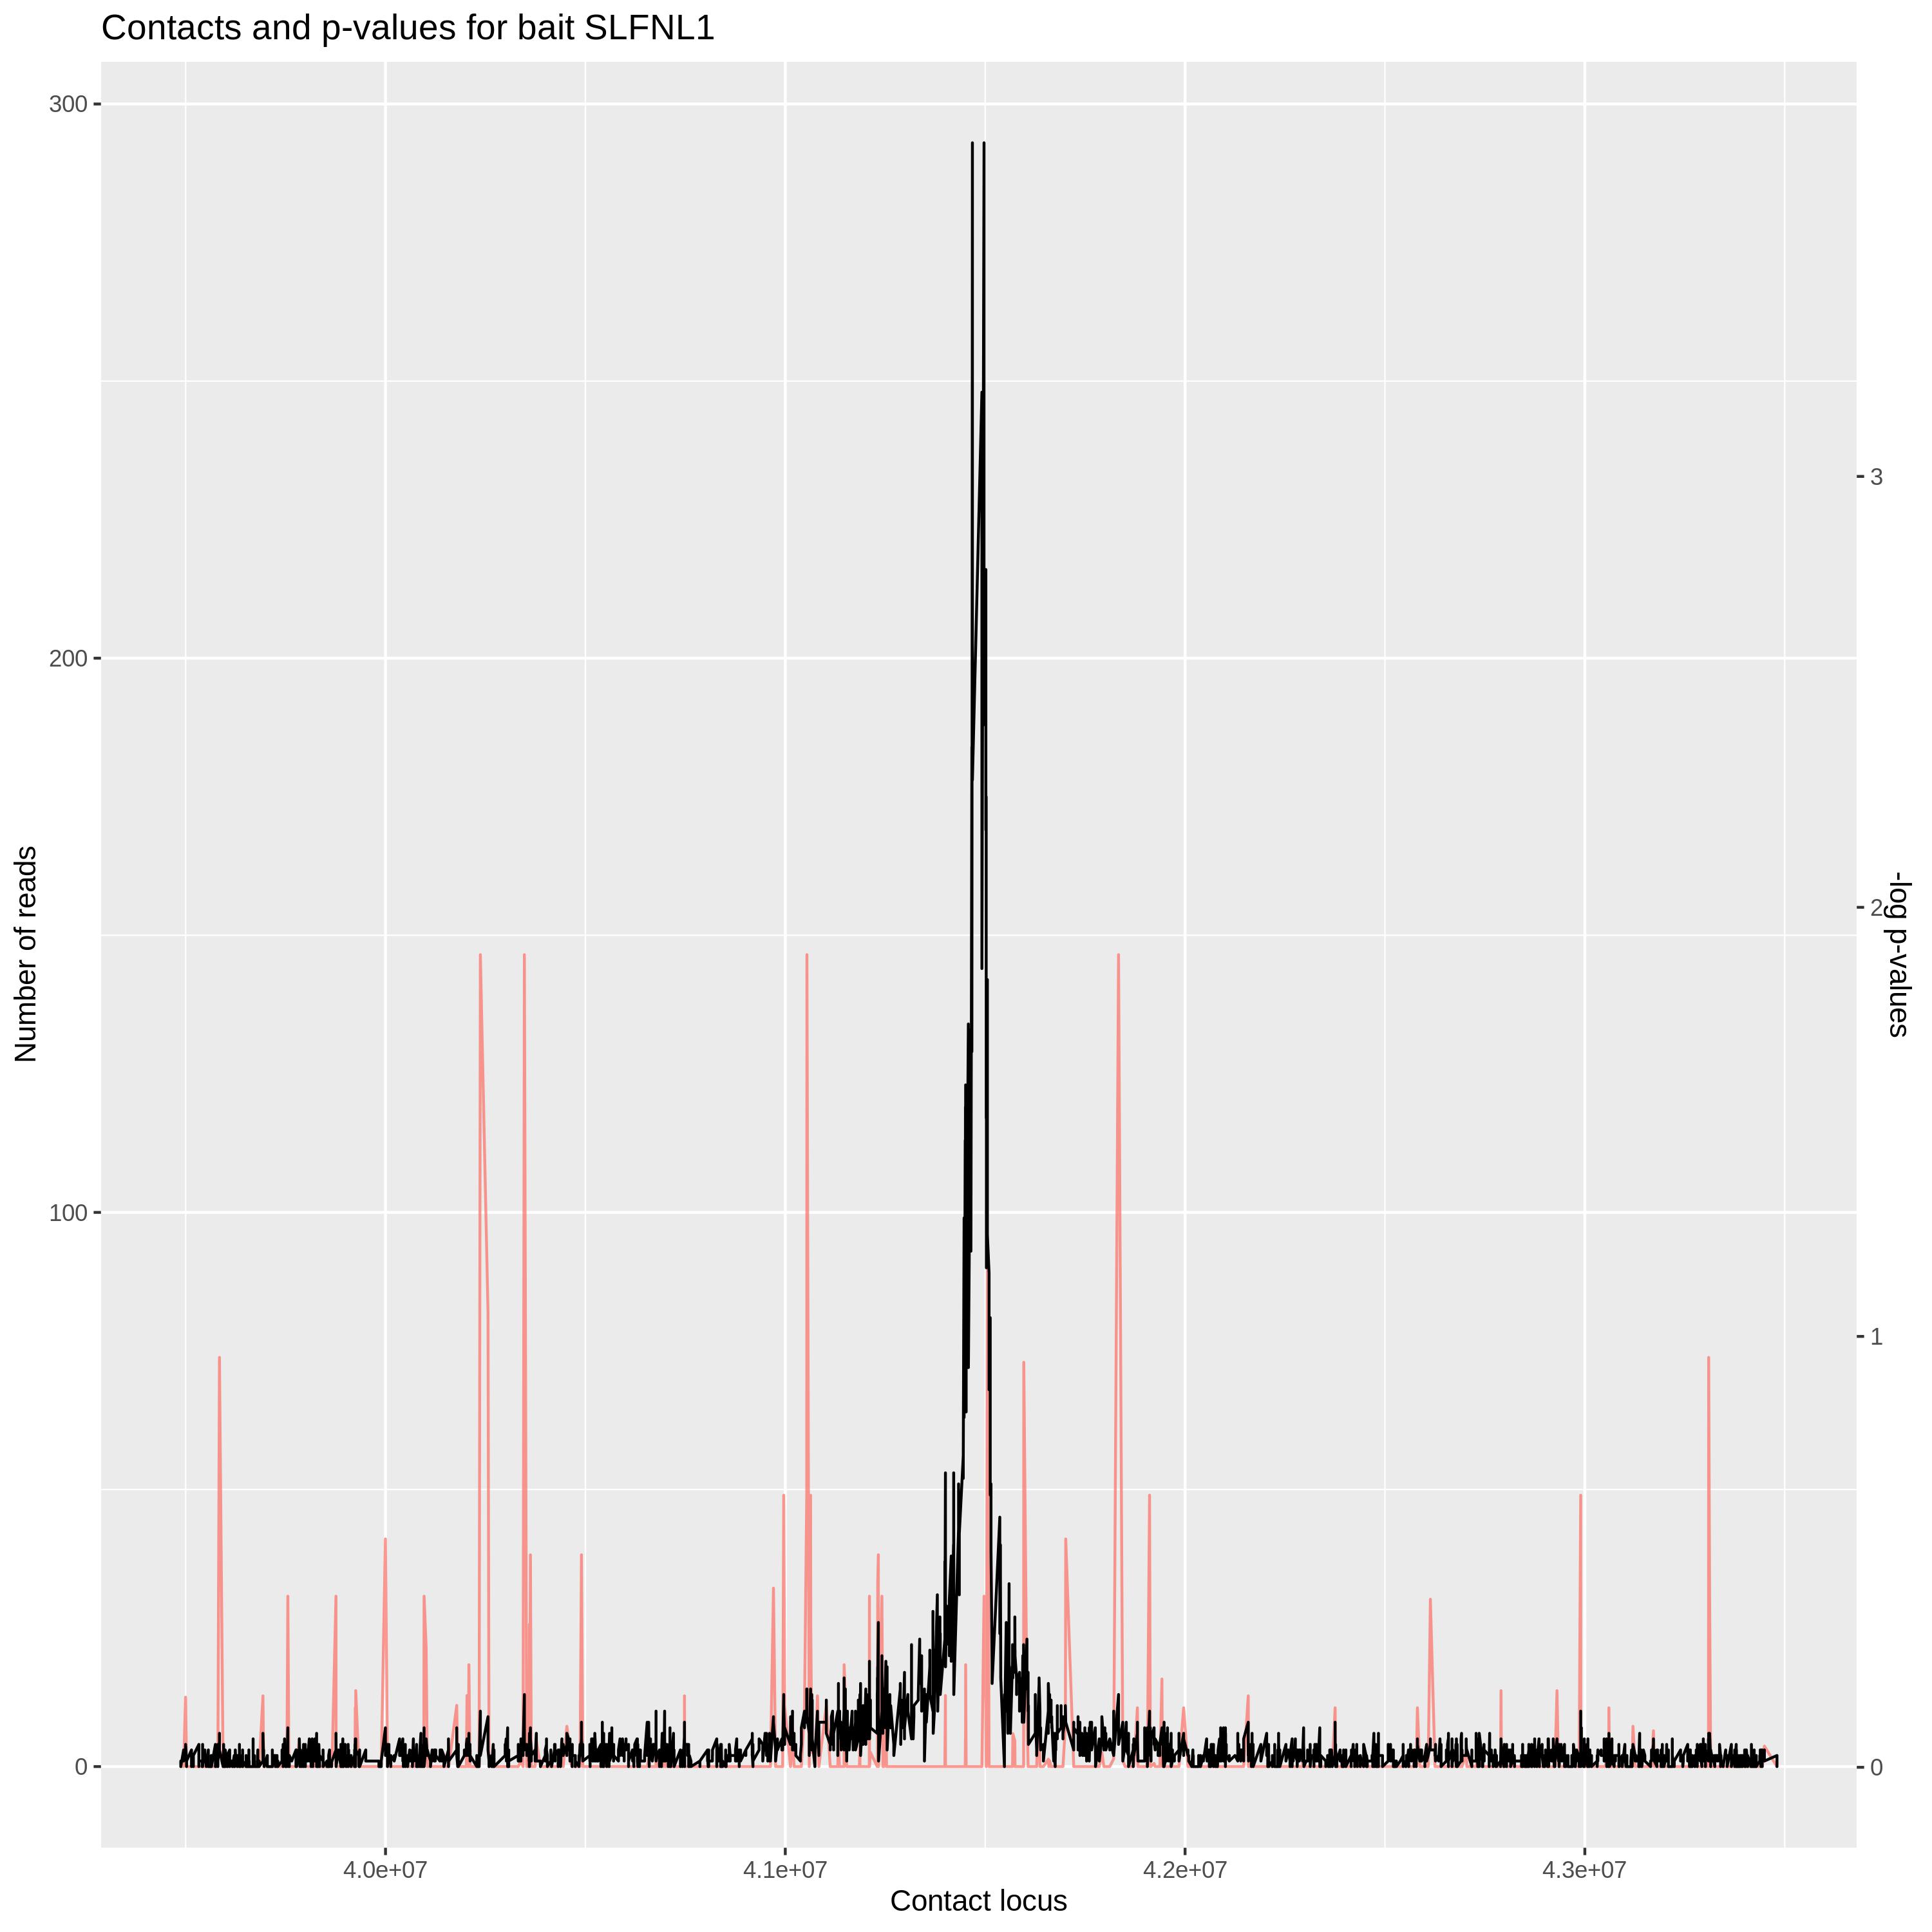 Contacts and p-values for bait SLFNL1
300
200
100
0
Number of reads
3
2
1
0
-log p-values
4.0e+07
4.1e+07
4.2e+07
4.3e+07
Contact locus